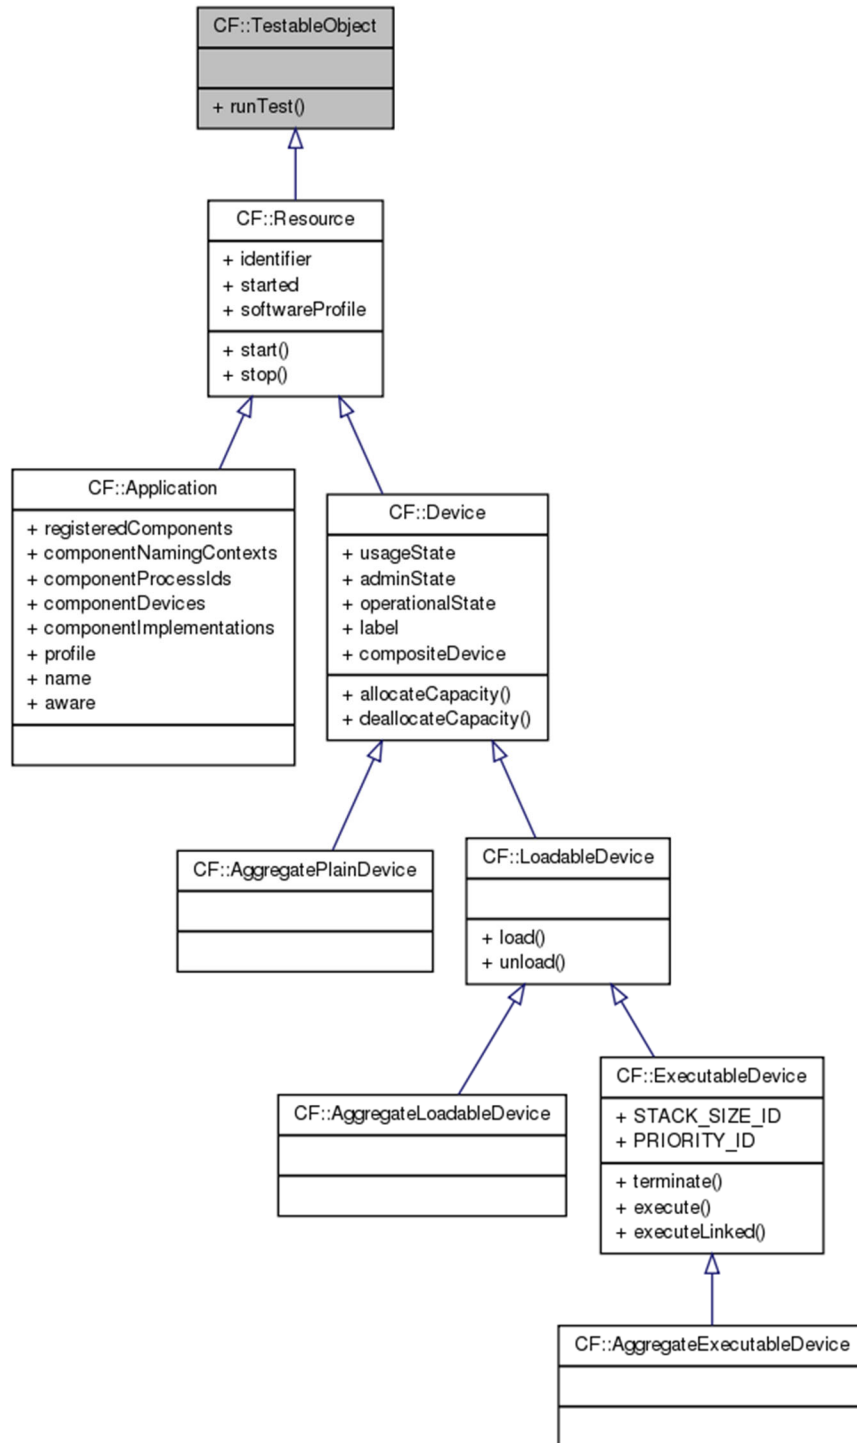 CF::TestableObject
+ runTest()
CF::Resource
+ identifier
+ started
+ softwareProfile
+ start()
+ stop()
CF::Application
+ registeredComponents
+ componentNamingContexts
+ componentProcessIds
+ componentDevices
+ componentImplementations
+ profile
+ name
+ aware
CF::Device
+ usageState
+ adminState
+ operationalState
+ label
+ compositeDevice
+ allocateCapacity()
+ deallocateCapacity()
CF::AggregatePlainDevice
CF::LoadableDevice
+ load()
+ unload()
CF::AggregateLoadableDevice
CF::ExecutableDevice
+ STACK_SIZE_ID
+ PRIORITY_ID
+ terminate()
+ execute()
+ executeLinked()
CF::AggregateExecutableDevice